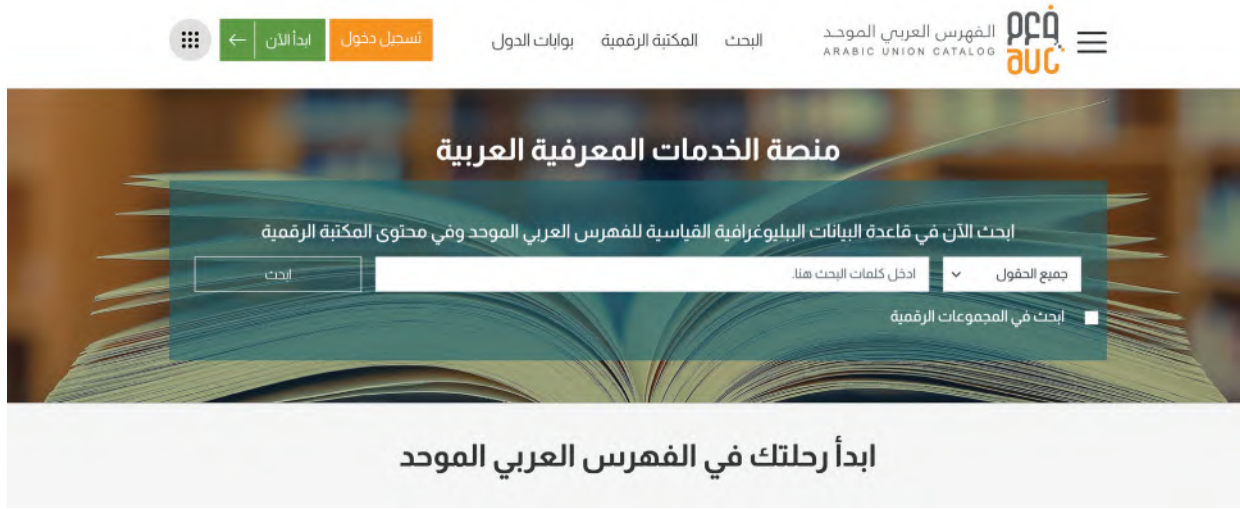 الفهرس العربي الموحد
ARABIC UNION CATALOG
فعم
auc
البحث
المكتبة الرقمية
بوابات الدول
تسجيل دخول
ابدأ الآن
منصة الخدمات المعرفية العربية
ابحث الآن في قاعدة البيانات الببليوغرافية القياسية للفهرس العربي الموحد وفي محتوى المكتبة الرقمية
جميع الحقول
ادخل كلمات البحث هنا.
ابحث
ابحث في المجموعات الرقمية
ابدأ رحلتك في الفهرس العربي الموحد